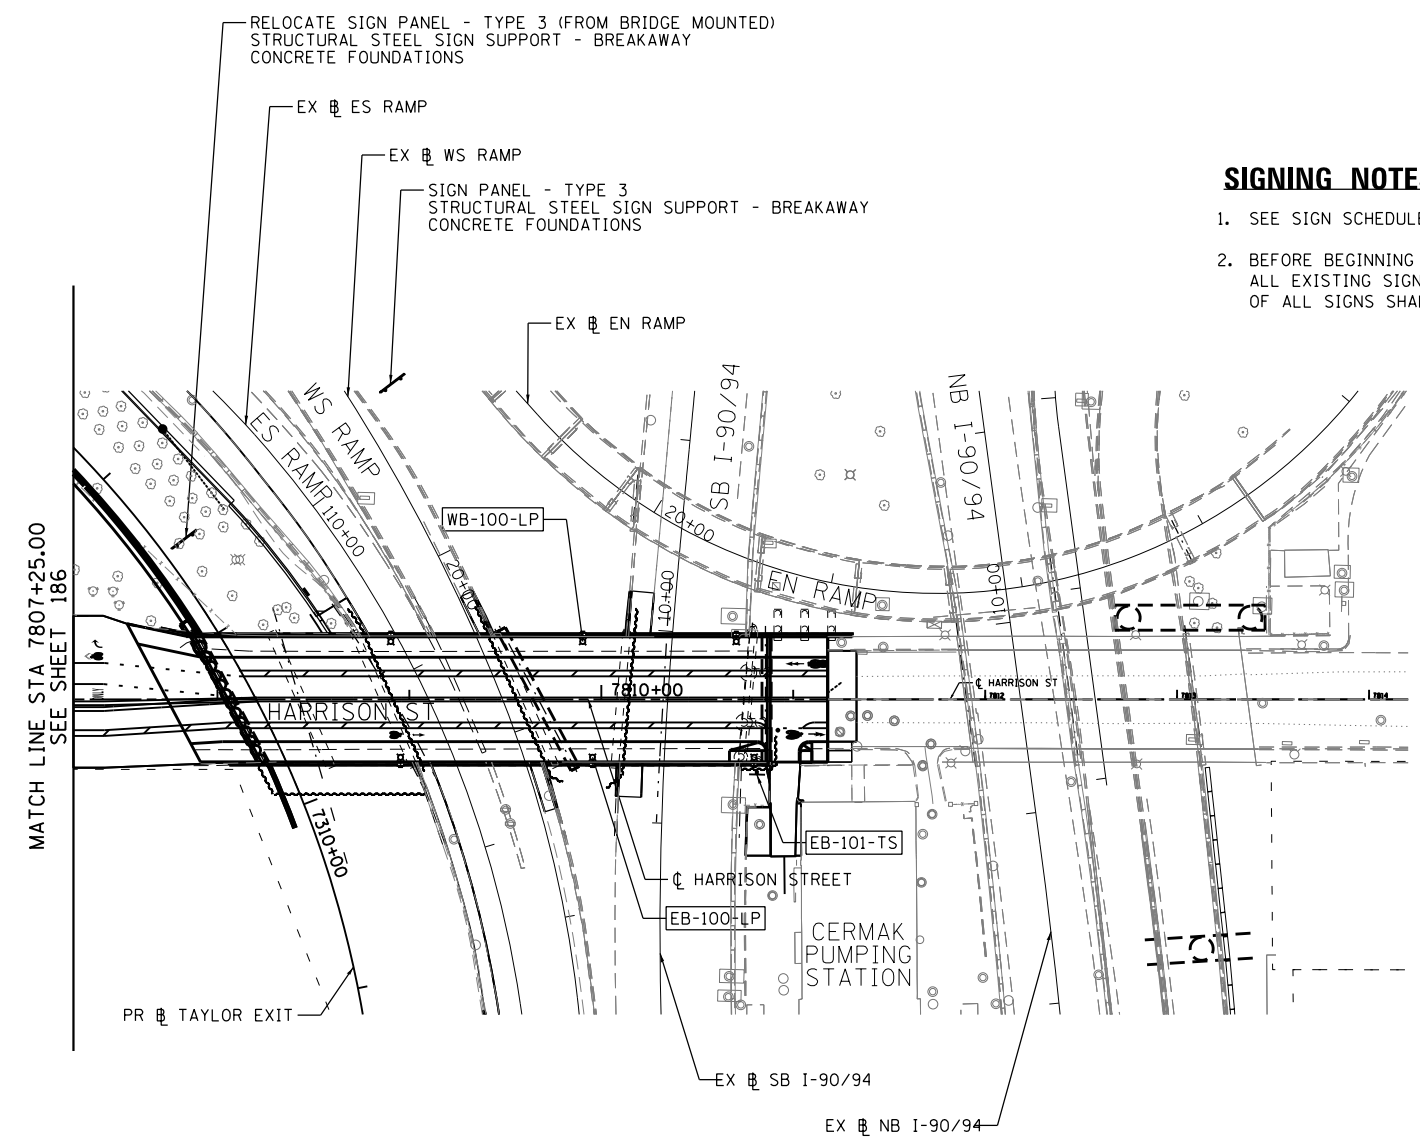 RELOCATE SIGN PANEL - TYPE 3 (FROM BRIDGE MOUNTED)
STRUCTURAL STEEL SIGN SUPPORT - BREAKAWAY
CONCRETE FOUNDATIONS
EX ℄ ES RAMP
EX ℄ WS RAMP
SIGN PANEL - TYPE 3
STRUCTURAL STEEL SIGN SUPPORT - BREAKAWAY
CONCRETE FOUNDATIONS
SIGNING NOTE
1. SEE SIGN SCHEDULE
2. BEFORE BEGINNING
ALL EXISTING SIGN
OF ALL SIGNS SHA
EX ℄ EN RAMP
WS RAMP
ES RAMP
110+00
SB I-90/94
NB I-90/94
WB-100-LP
20+00
20+00
10+00
EN RAMP
100+00
MATCH LINE STA 7807+25.00
SEE SHEET 186
7810+00
HARRISON ST
℄ HARRISON ST
7812
7813
7814
7310+00
EB-101-TS
℄ HARRISON STREET
EB-100-LP
CERMAK
PUMPING
STATION
PR ℄ TAYLOR EXIT
EX ℄ SB I-90/94
EX ℄ NB I-90/94